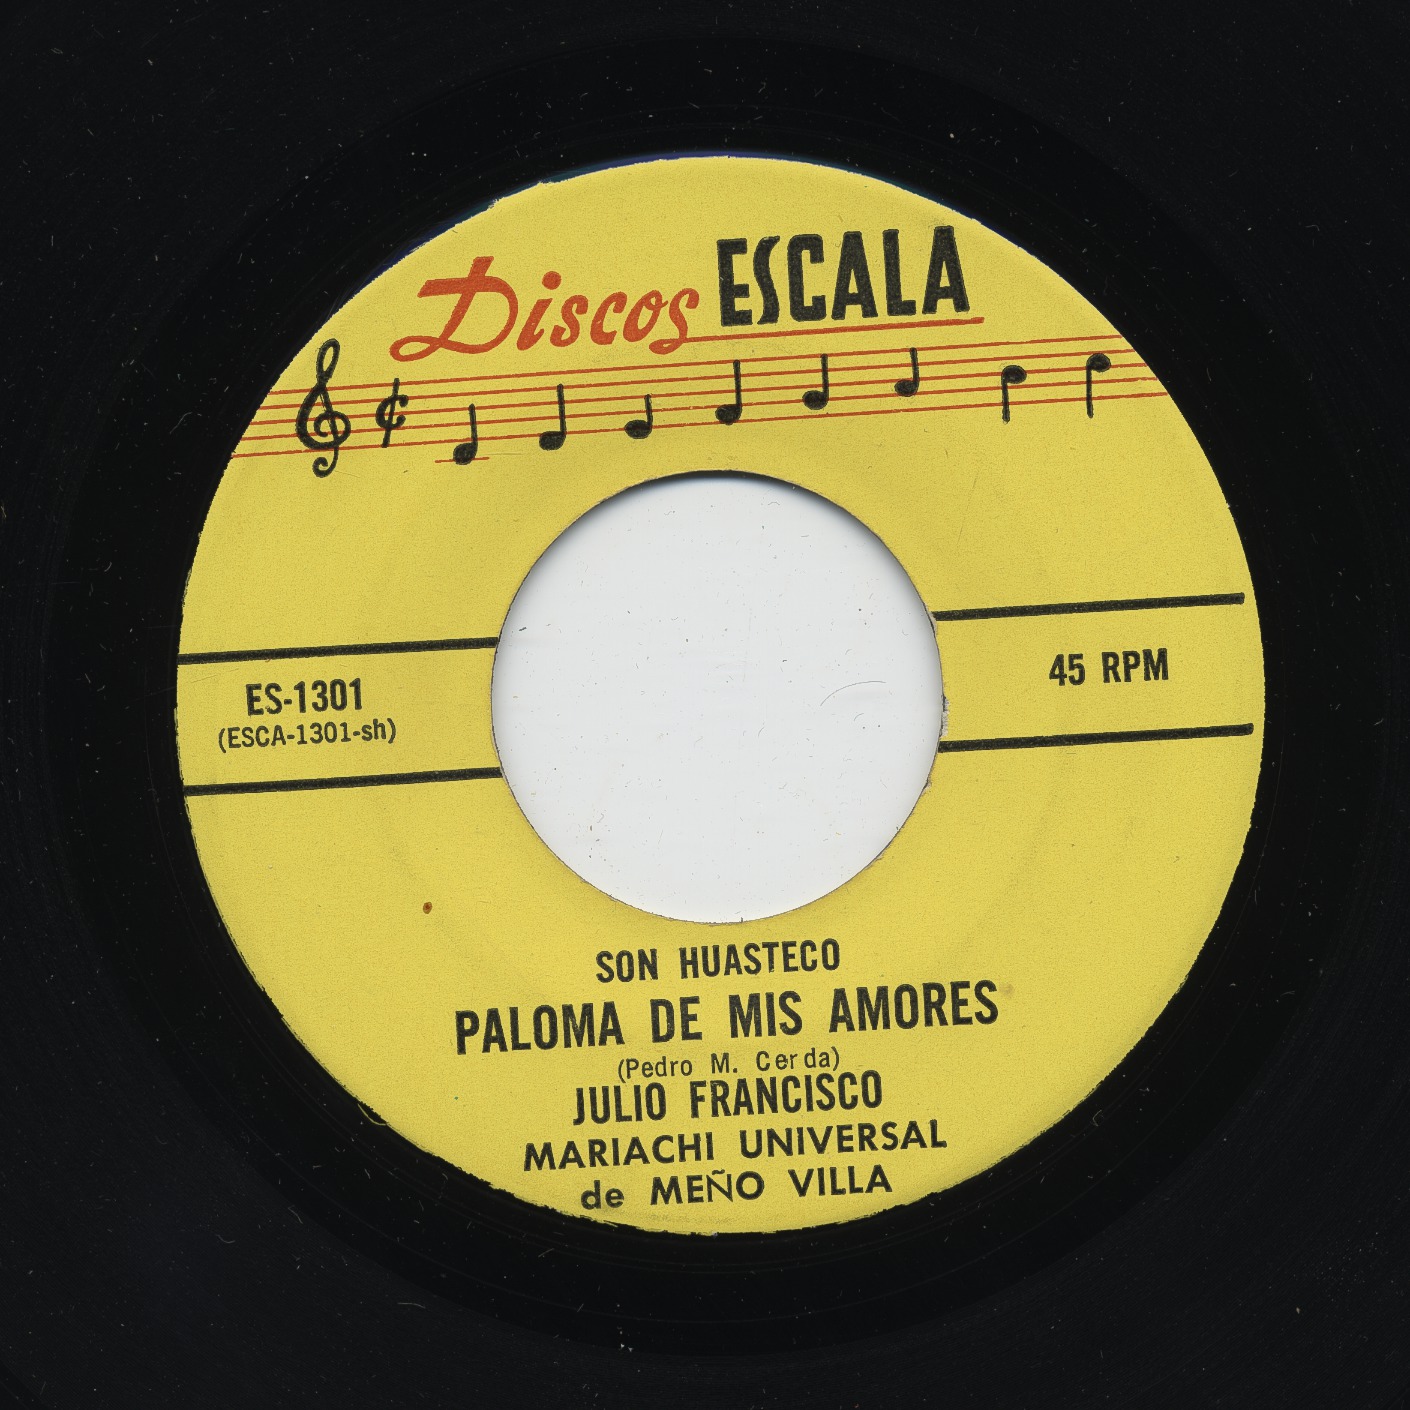 Discos ESCALA
ES-1301
(ESCA-1301-sh)
45 RPM
SON HUASTECO
PALOMA DE MIS AMORES
(Pedro M. Cerda)
JULIO FRANCISCO
MARIACHI UNIVERSAL
de MEÑO VILLA